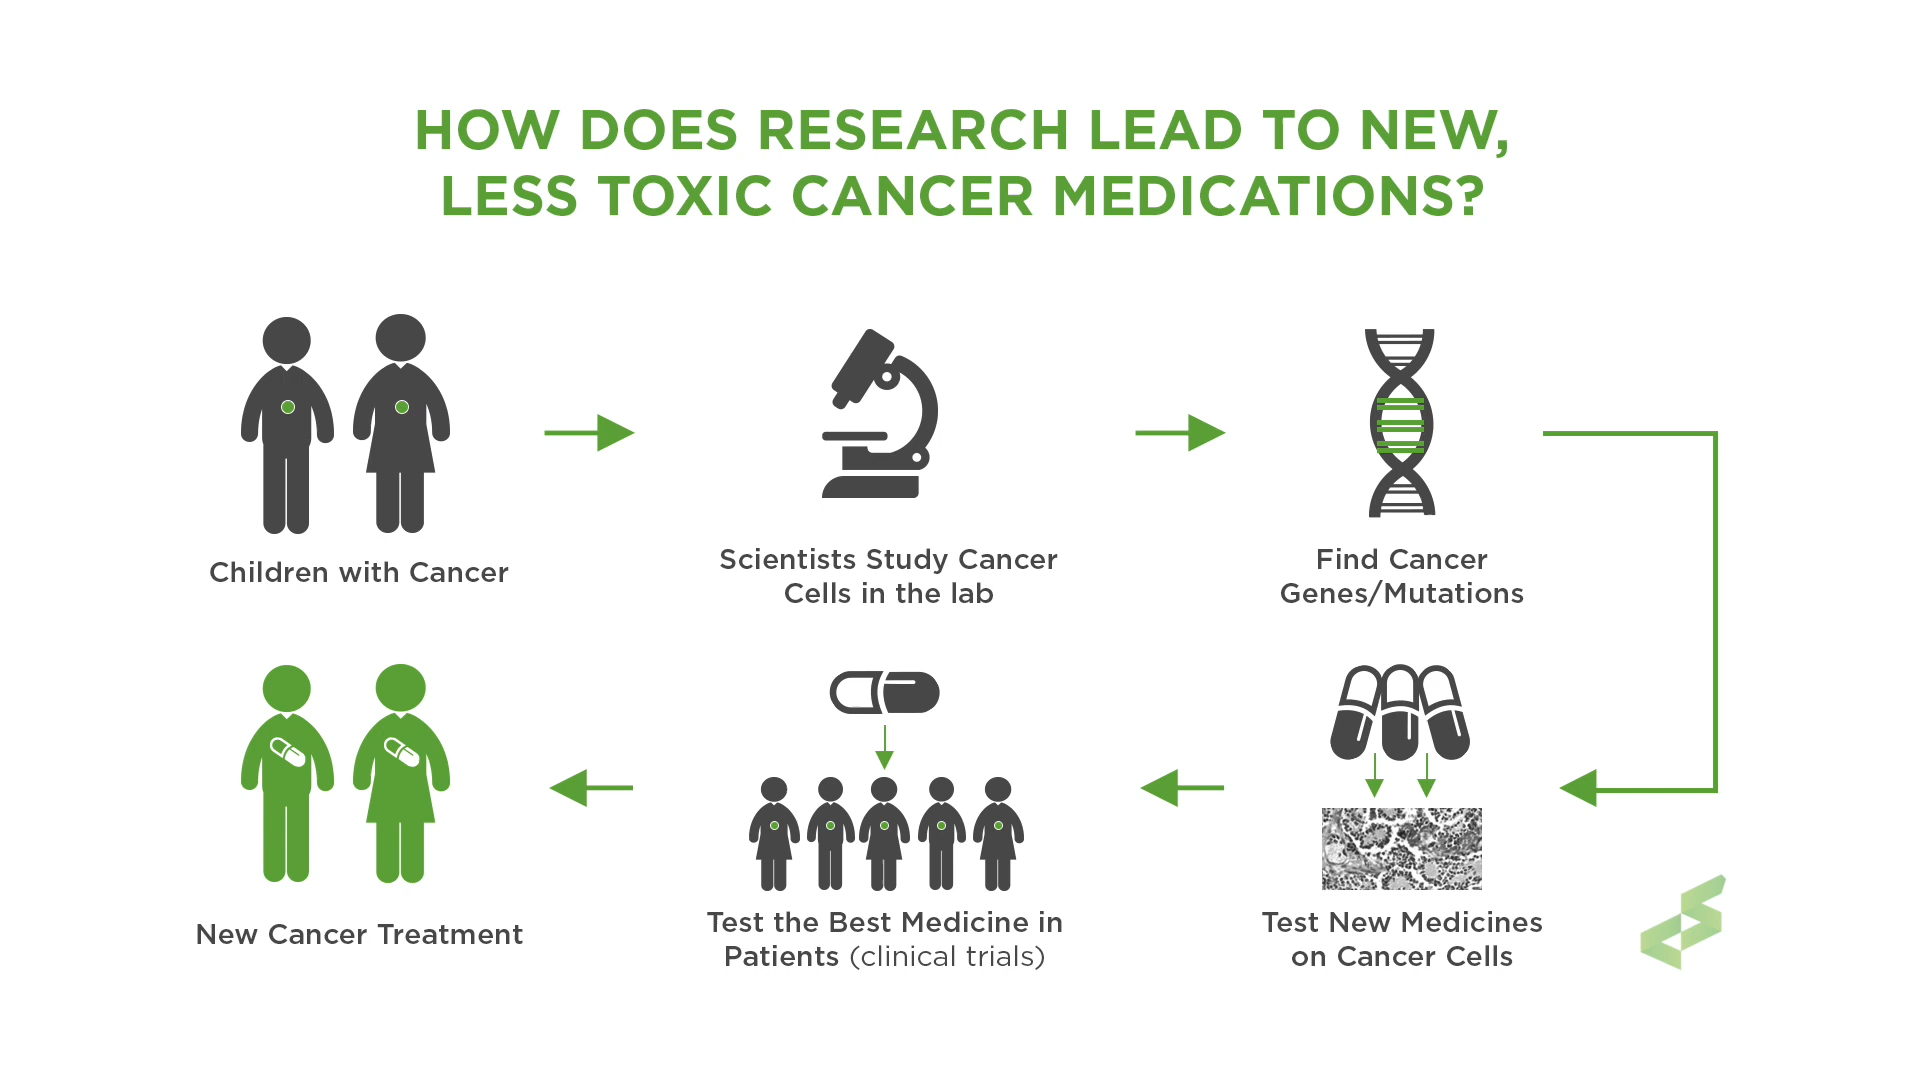 HOW DOES RESEARCH LEAD TO NEW,
LESS TOXIC CANCER MEDICATIONS?
Children with Cancer
Scientists Study Cancer
Cells in the lab
Find Cancer
Genes/Mutations
New Cancer Treatment
Test the Best Medicine in
Patients (clinical trials)
Test New Medicines
on Cancer Cells